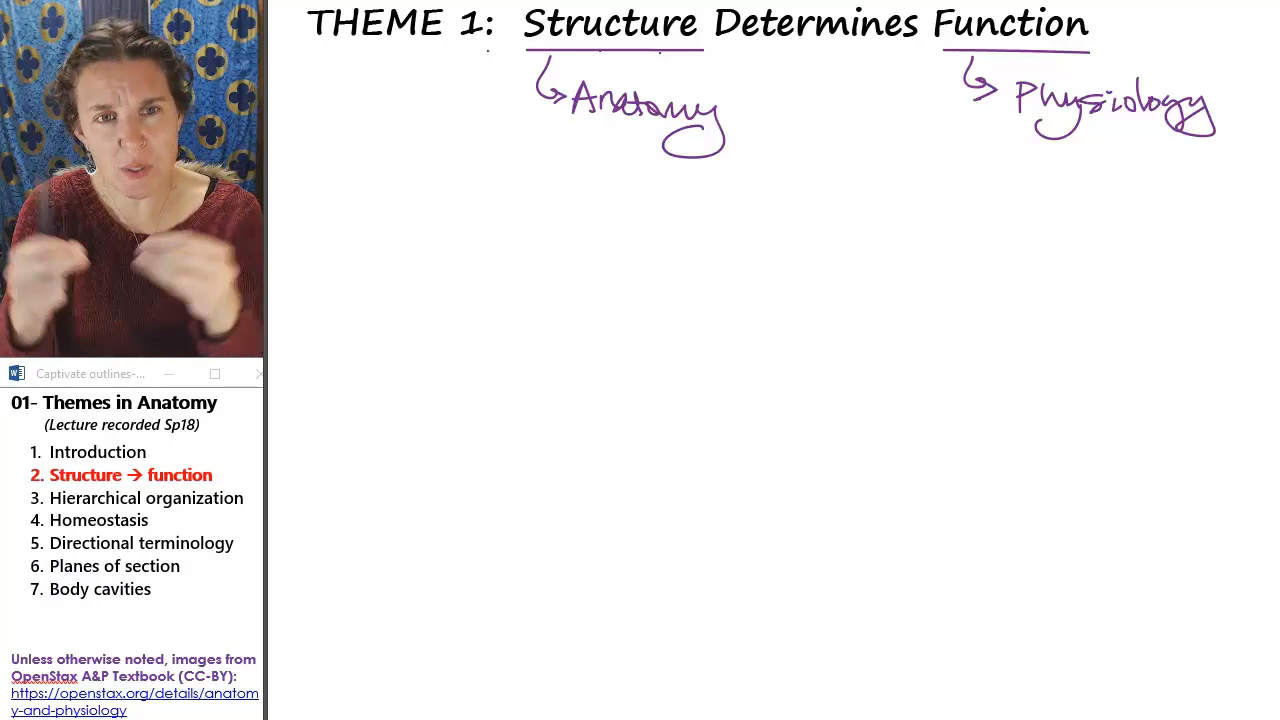 THEME 1: Structure Determines Function
Anatomy
Physiology
Captivate outlines-...
01- Themes in Anatomy
(Lecture recorded Sp18)
1. Introduction
2. Structure → function
3. Hierarchical organization
4. Homeostasis
5. Directional terminology
6. Planes of section
7. Body cavities
Unless otherwise noted, images from
OpenStax A&P Textbook (CC-BY):
https://openstax.org/details/anatom
y-and-physiology